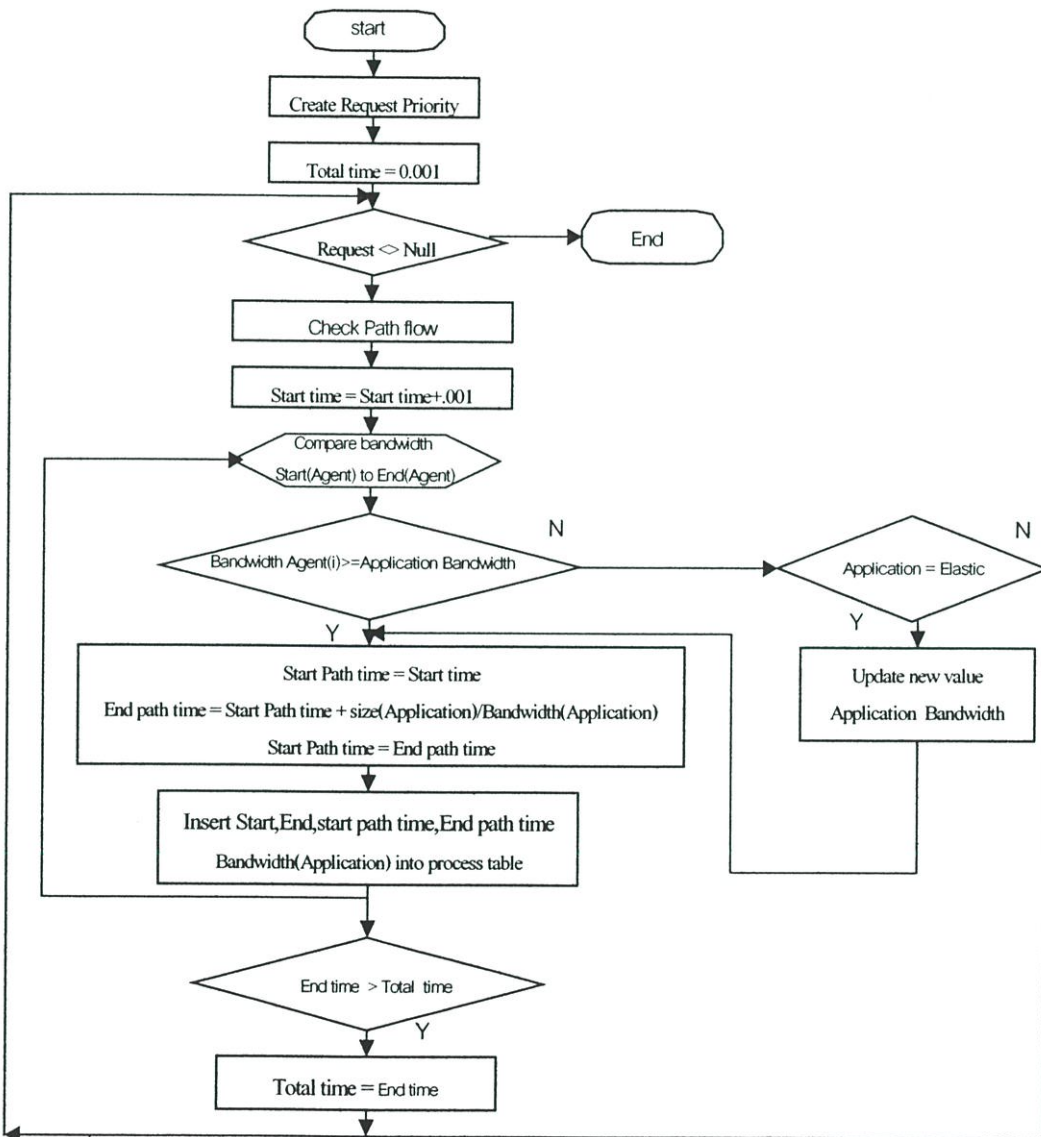 start
Create Request Priority
Total time = 0.001
Request <> Null
End
Check Path flow
Start time = Start time+.001
Compare bandwidth
Start(Agent) to End(Agent)
N
N
Bandwidth Agent(i)>=Application Bandwidth
Application = Elastic
Y
Y
Start Path time = Start time
End path time = Start Path time + size(Application)/Bandwidth(Application)
Start Path time = End path time
Update new value
Application Bandwidth
Insert Start,End,start path time,End path time
Bandwidth(Application) into process table
End time > Total time
Y
Total time = End time